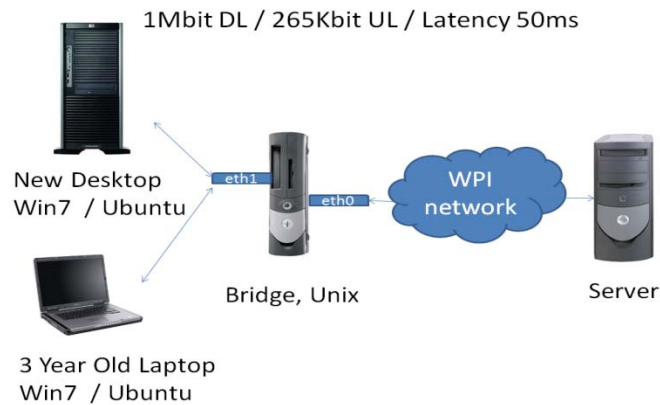 1Mbit DL / 265Kbit UL / Latency 50ms
New Desktop
Win7 / Ubuntu
eth1
eth0
WPI
network
Bridge, Unix
Server
3 Year Old Laptop
Win7 / Ubuntu